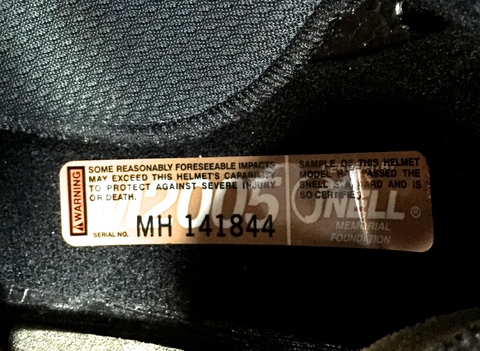 WARNING
SOME REASONABLY FORESEEABLE IMPACTS
MAY EXCEED THIS HELMET'S CAPABILITY
TO PROTECT AGAINST SEVERE INJURY
OR DEATH.
SERIAL NO. MH 141844
2005
SAMPLE OF THIS HELMET
MODEL HAS PASSED THE
SNELL STANDARD AND IS
SO CERTIFIED.
SNELL®
MEMORIAL
FOUNDATION